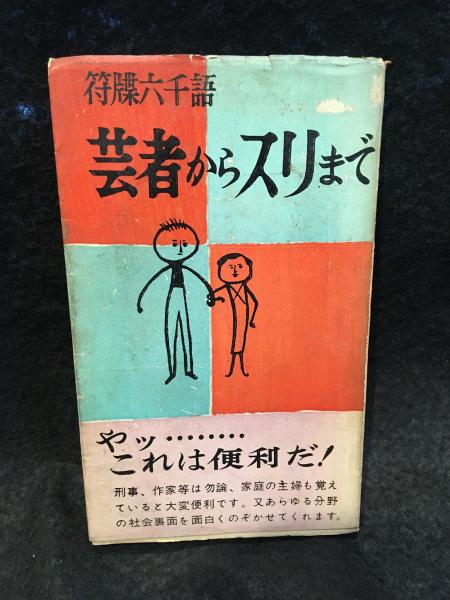 符牒六千語
芸者からスリまで
やッ………
これは便利だ!
刑事、作家等は勿論、家庭の主婦も覚え
ていると大変便利です。又あらゆる分野
の社会裏面を面白くのぞかせてくれます。